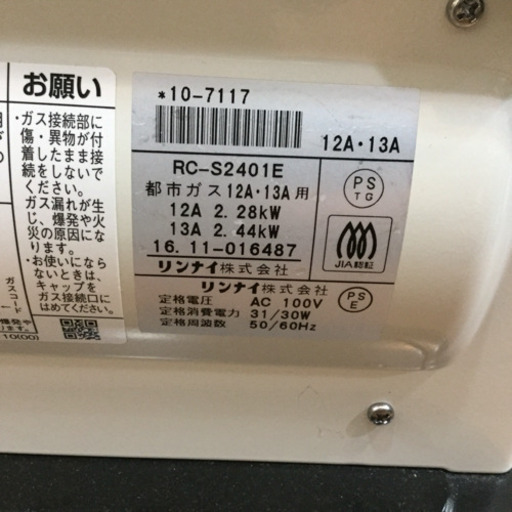 お願い
・ガス接続部に
傷・異物が付
着したまま接
続をしないで
ください。
ガス漏れが生
じ、爆発や火
災の原因にな
ります。
・お使いになら
ないときは、
キャップを
ガス接続口に
はめてください。
ガスコード
10(00)
*10-7117
12A・13A
RC-S2401E
都市ガス12A・13A用
12A 2.28kW
13A 2.44kW
16.11-016487
リンナイ株式会社
PS
TG
JIA認証
リンナイ株式会社
定格電圧 AC 100V
定格消費電力 31/30W
定格周波数 50/60Hz
PS
E